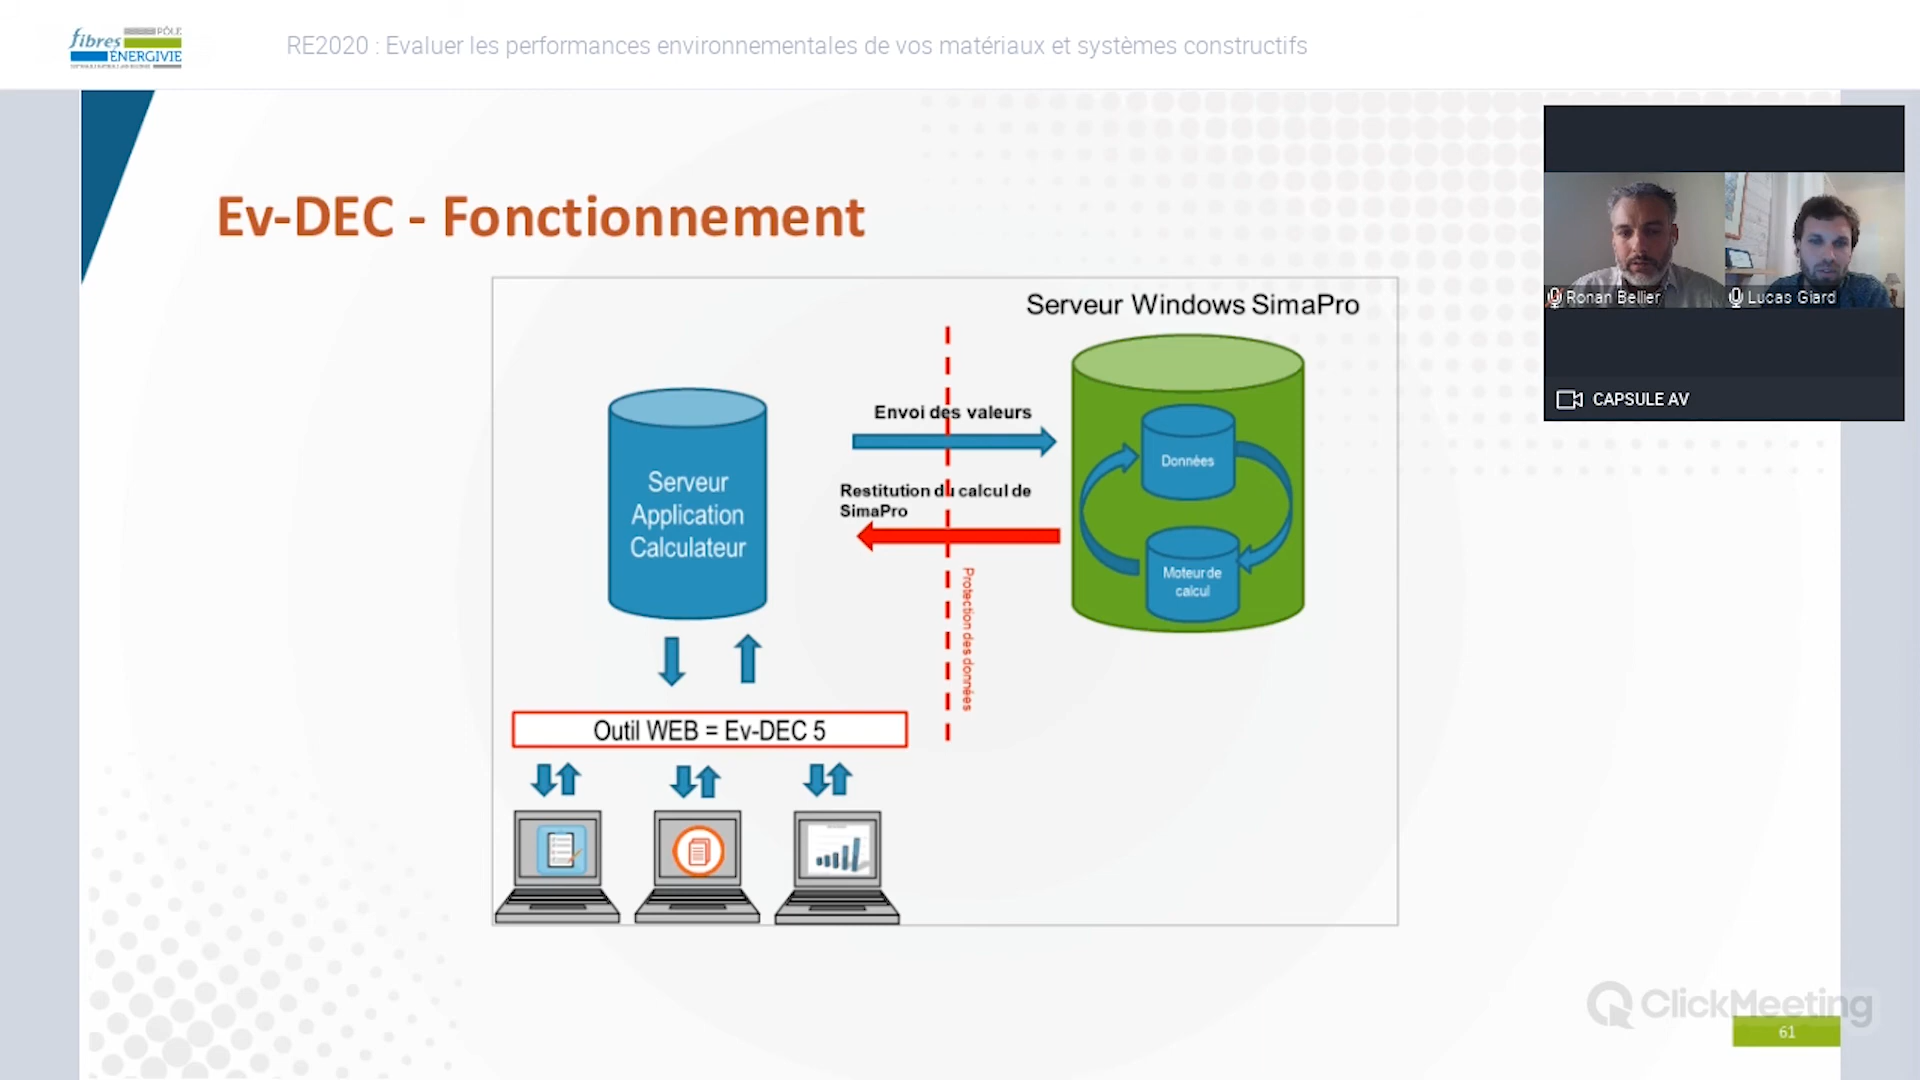 fibres
PÔLE
ÉNERGIVIE
RE2020 : Evaluer les performances environnementales de vos matériaux et systèmes constructifs
Ev-DEC - Fonctionnement
Serveur Windows SimaPro
Envoi des valeurs
Restitution du calcul de
SimaPro
Serveur
Application
Calculateur
Données
Moteur de
calcul
Protection des données
Outil WEB = Ev-DEC 5
Ronan Bellier
Lucas Giard
CAPSULE AV
ClickMeeting
61